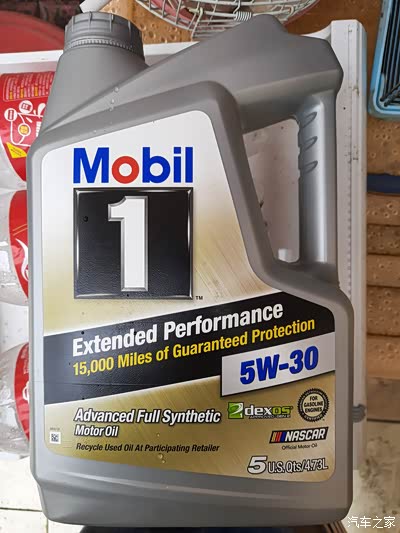 Mobil
1
TM
Extended Performance
15,000 Miles of Guaranteed Protection
5W-30
Advanced Full Synthetic
Motor Oil
dexos
FOR
GASOLINE
ENGINES
NASCAR
Official Motor Oil
Recycle Used Oil At Participating Retailer
5 U.S. Qts/4.73L
汽车之家